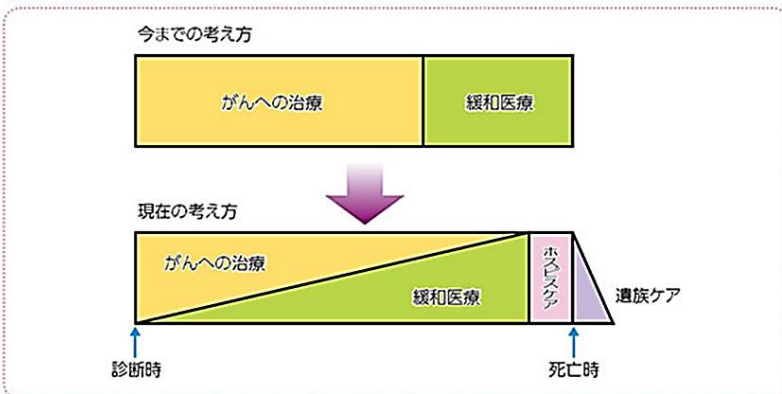 今までの考え方
がんへの治療
緩和医療
現在の考え方
がんへの治療
緩和医療
ホスピスケア
遺族ケア
診断時
死亡時